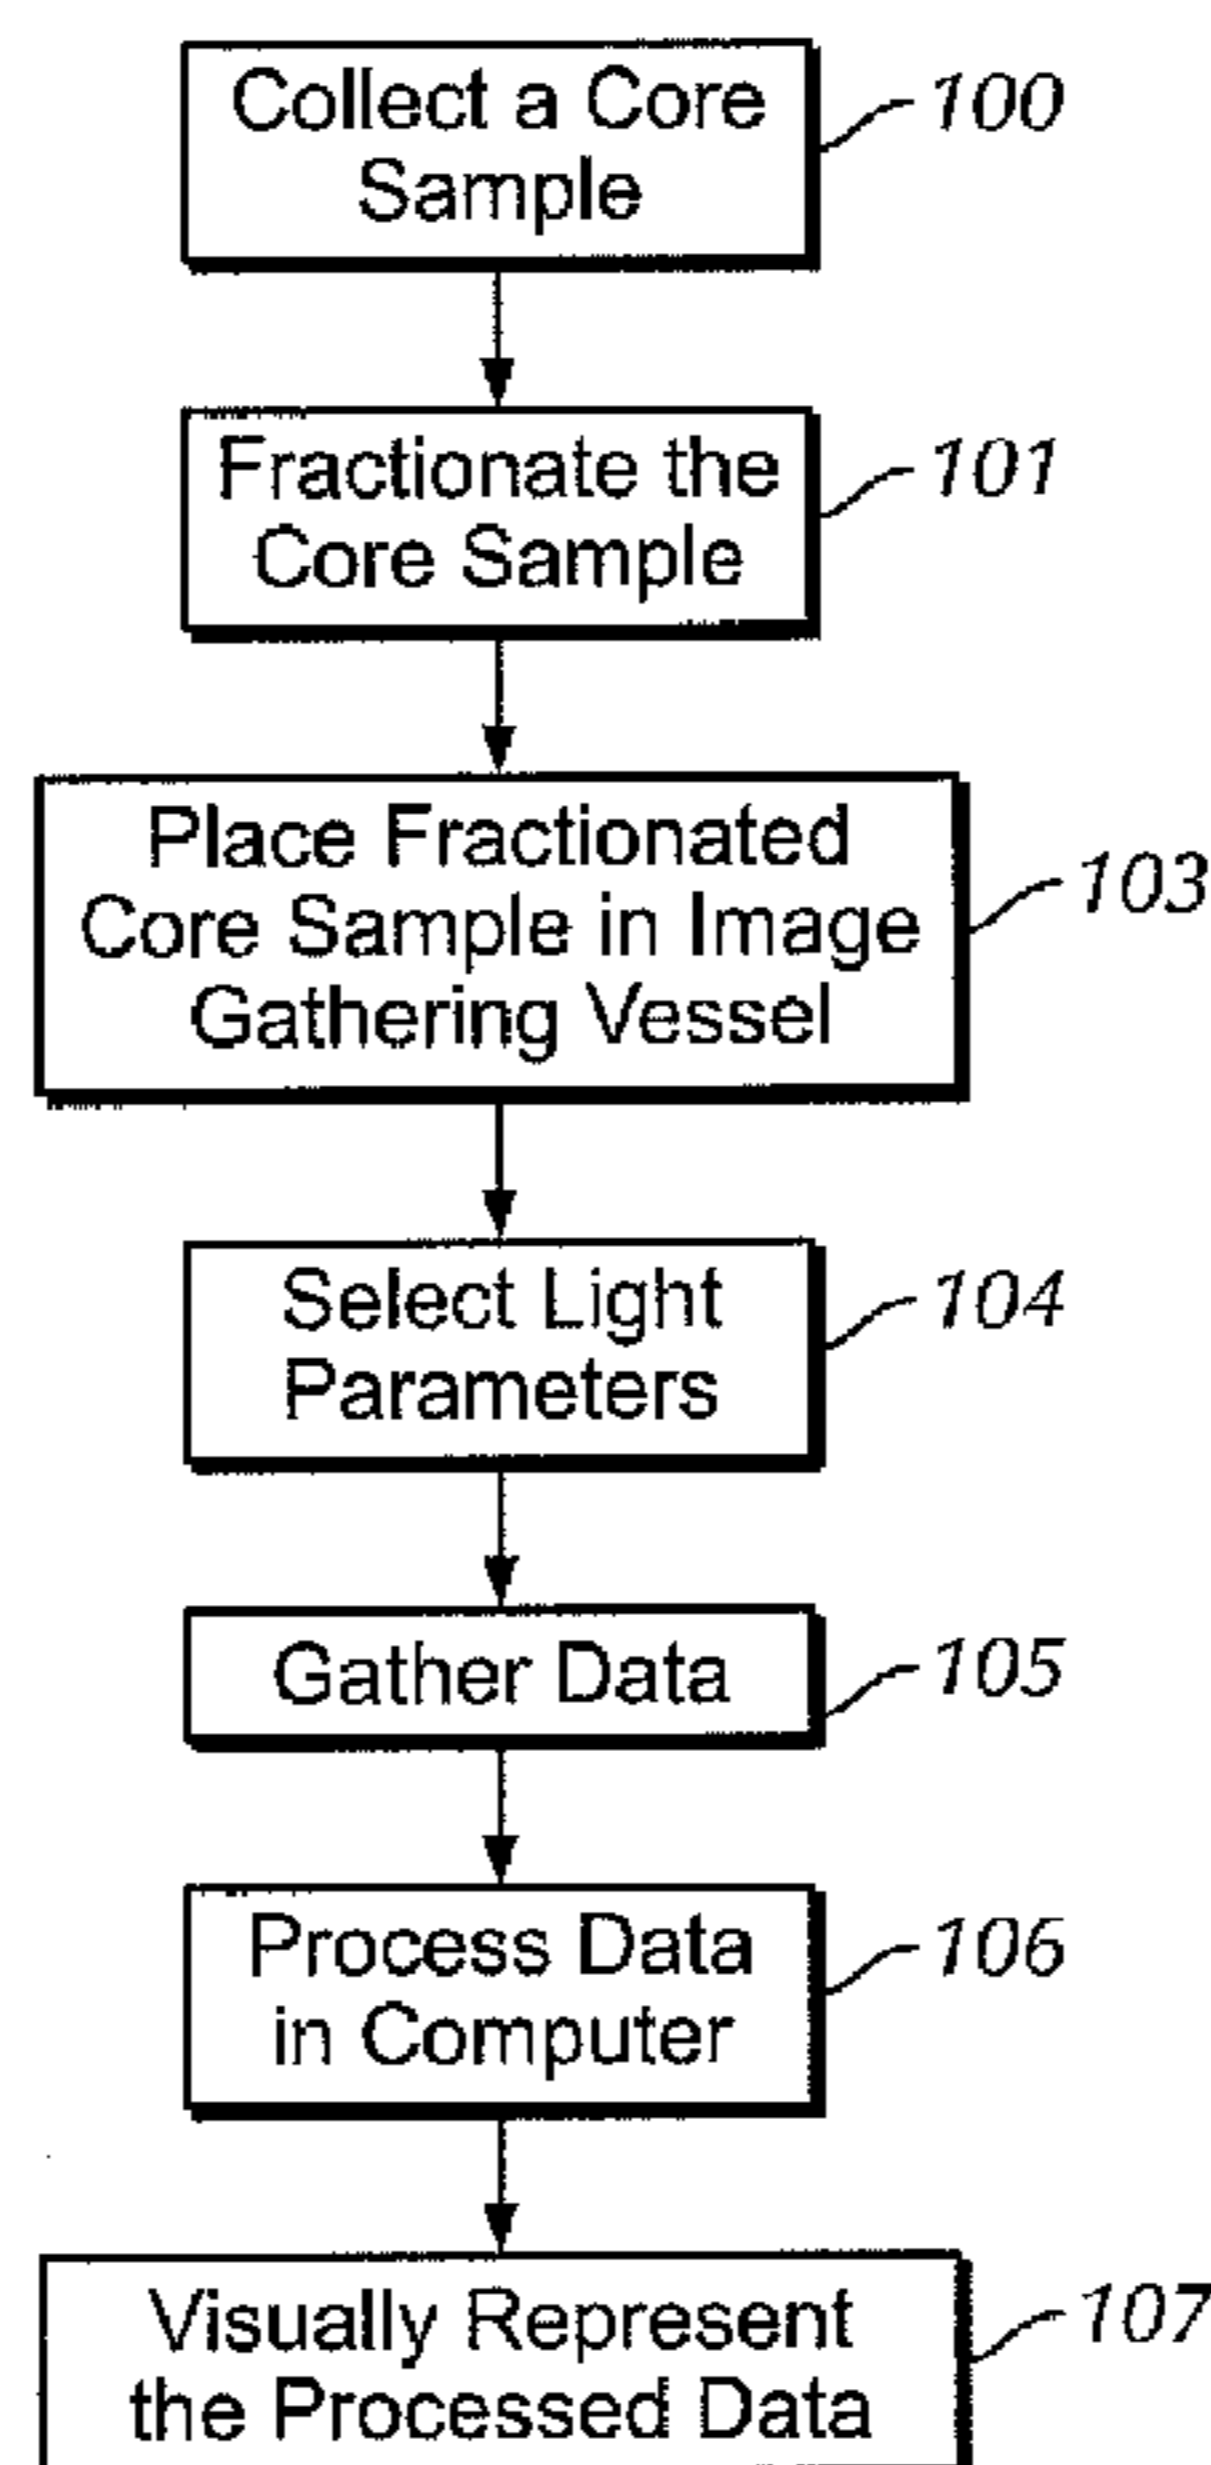 Collect a Core
Sample
100
Fractionate the
Core Sample
101
Place Fractionated
Core Sample in Image
Gathering Vessel
103
Select Light
Parameters
104
Gather Data
105
Process Data
in Computer
106
Visually Represent
the Processed Data
107